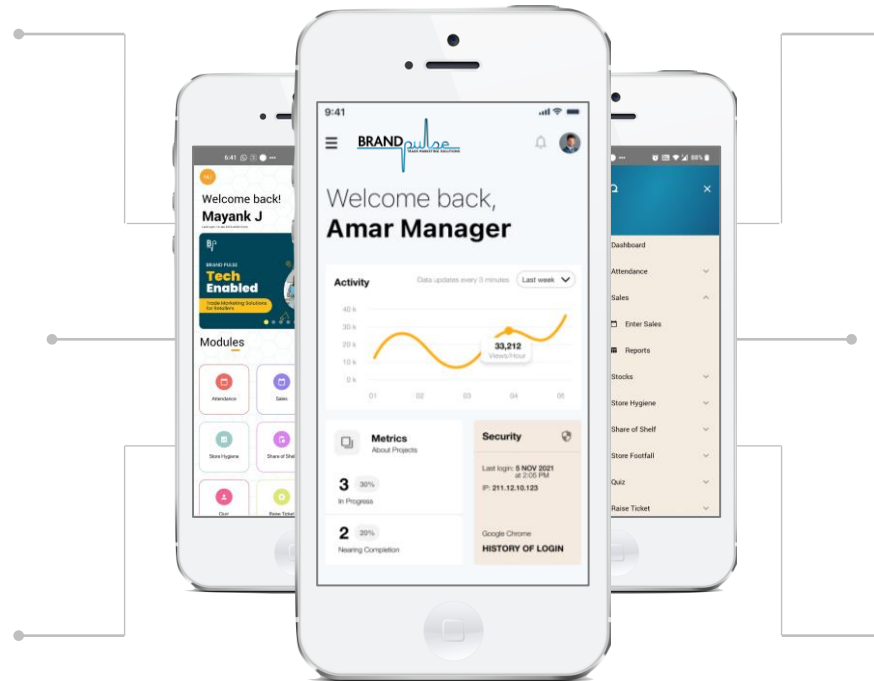 6:41
Welcome back!
Mayank J
BRAND PULSE
Tech
Enabled
Trade Marketing Solutions
for Retailers
Modules
Attendance
Sales
Store Hygiene
Share of Shelf
Quiz
Raise Ticket
9:41
BRANDpulse
TRADE MARKETING SOLUTIONS
Welcome back,
Amar Manager
Activity
Data updates every 3 minutes
Last week
40 k
30 k
20 k
10 k
0 k
33,212
Views/Hour
01 02 03 04 05
Metrics
About Projects
3 30%
In Progress
2 20%
Nearing Completion
Security
Last login: 5 NOV 2021
at 2:05 PM
IP: 211.12.10.123
Google Chrome
HISTORY OF LOGIN
88%
Dashboard
Attendance
Sales
Enter Sales
Reports
Stocks
Store Hygiene
Share of Shelf
Store Footfall
Quiz
Raise Ticket